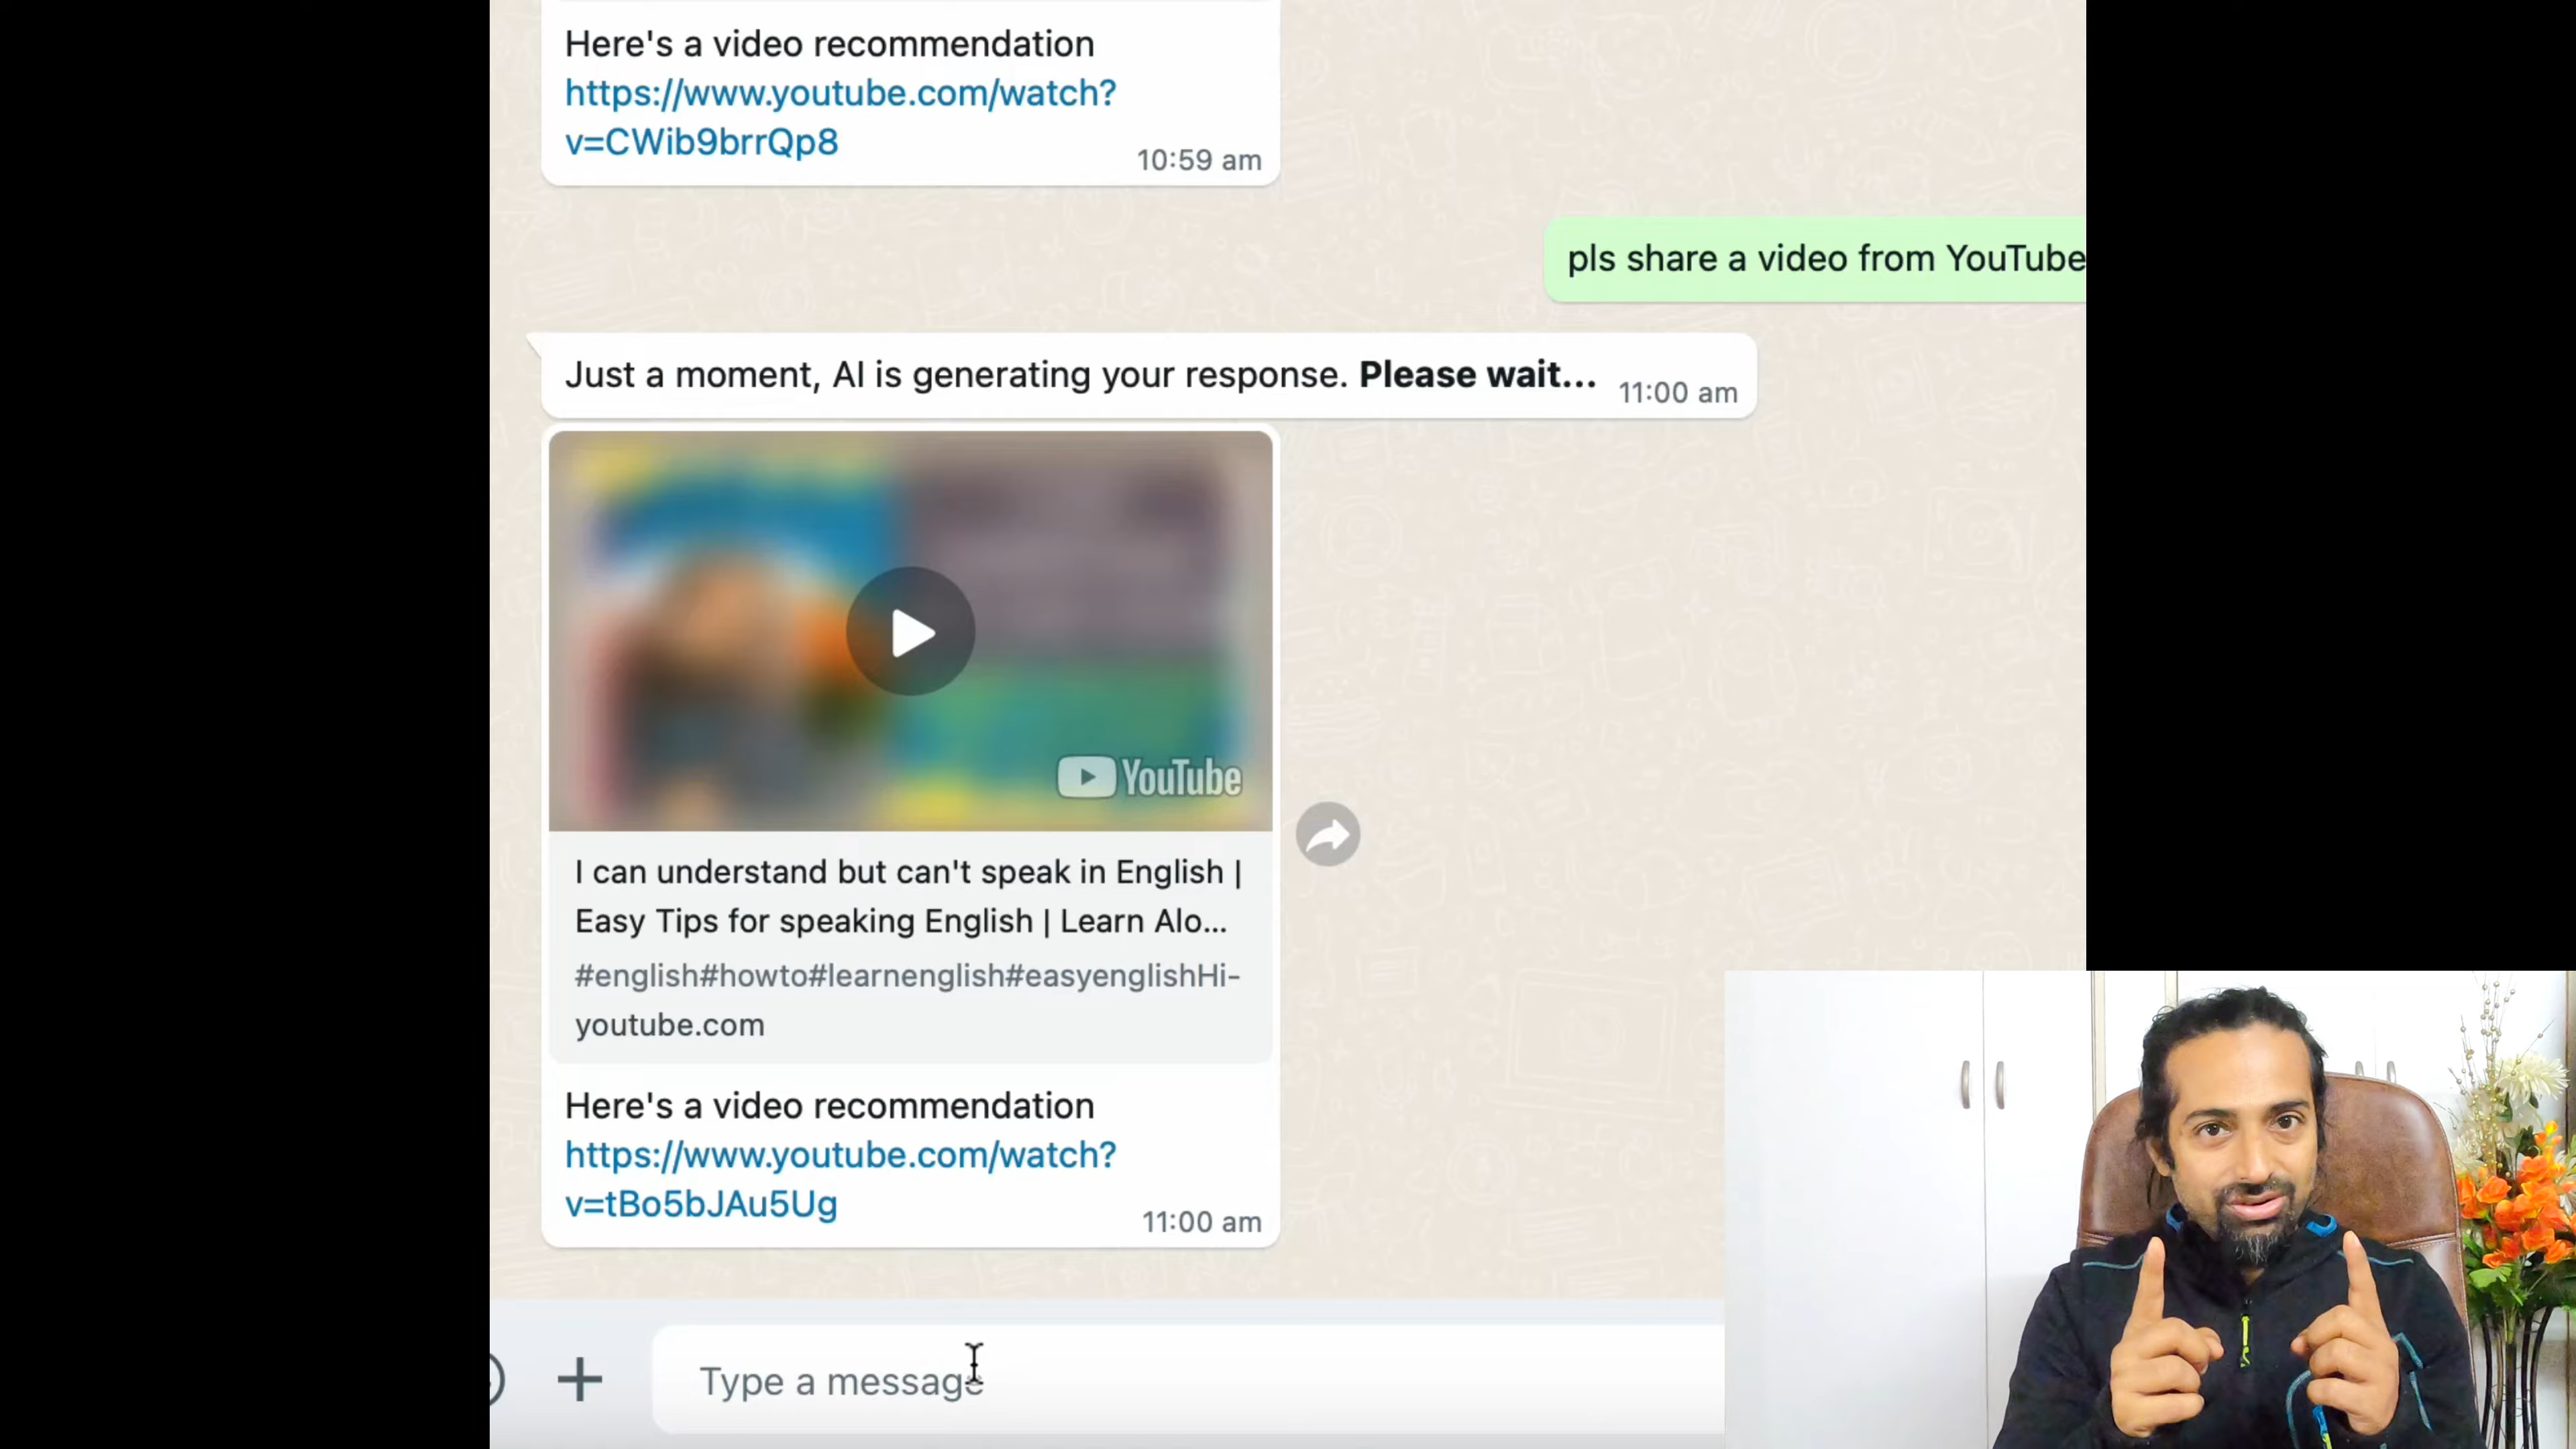 Here's a video recommendation
https://www.youtube.com/watch?
v=CWib9brrQp8
10:59 am
pls share a video from YouTube
Just a moment, AI is generating your response. Please wait...
11:00 am
YouTube
I can understand but can't speak in English |
Easy Tips for speaking English | Learn Alo...
#english#howto#learnenglish#easyenglishHi-
youtube.com
Here's a video recommendation
https://www.youtube.com/watch?
v=tBo5bJAu5Ug
11:00 am
Type a message